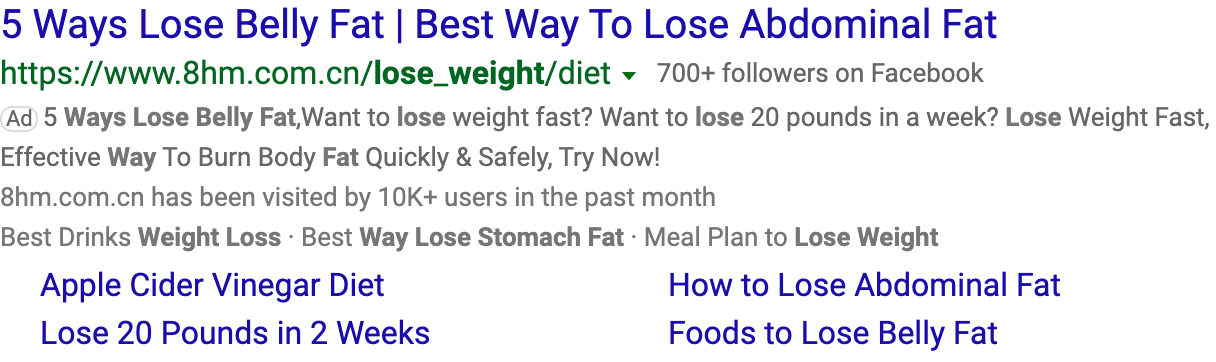 5 Ways Lose Belly Fat | Best Way To Lose Abdominal Fat
https://www.8hm.com.cn/lose_weight/diet 700+ followers on Facebook
Ad 5 Ways Lose Belly Fat,Want to lose weight fast? Want to lose 20 pounds in a week? Lose Weight Fast,
Effective Way To Burn Body Fat Quickly & Safely, Try Now!
8hm.com.cn has been visited by 10K+ users in the past month
Best Drinks Weight Loss · Best Way Lose Stomach Fat · Meal Plan to Lose Weight
Apple Cider Vinegar Diet How to Lose Abdominal Fat
Lose 20 Pounds in 2 Weeks Foods to Lose Belly Fat